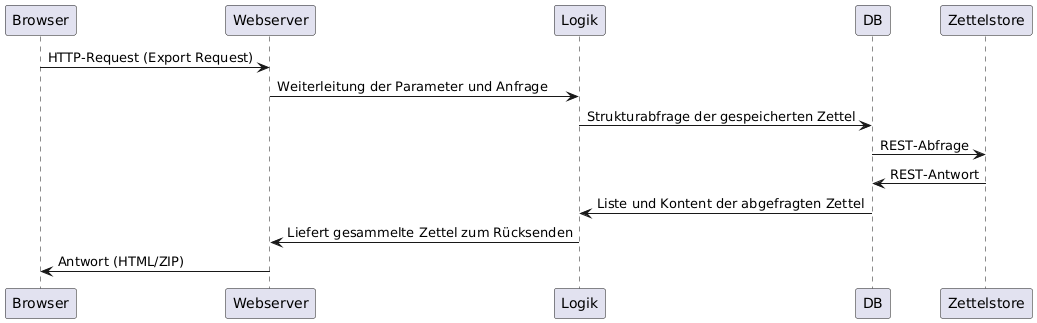 Browser Webserver Logik DB Zettelstore
HTTP-Request (Export Request)
Weiterleitung der Parameter und Anfrage
Strukturabfrage der gespeicherten Zettel
REST-Abfrage
REST-Antwort
Liste und Kontent der abgefragten Zettel
Liefert gesammelte Zettel zum Rücksenden
Antwort (HTML/ZIP)
Browser Webserver Logik DB Zettelstore